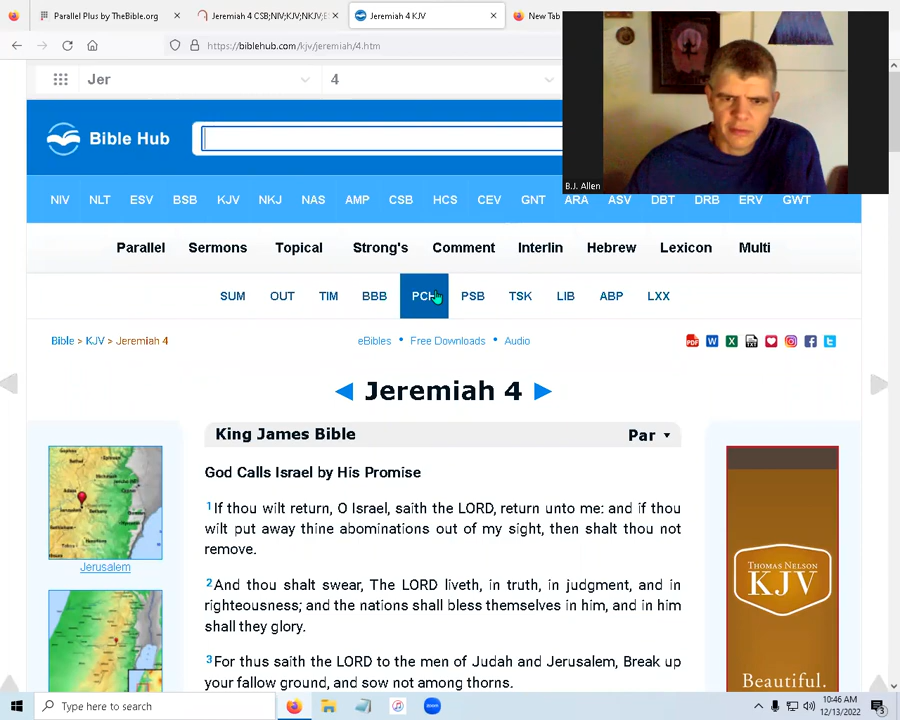 Parallel Plus by TheBible.org
Jeremiah 4 CSB;NIV;KJV;NKJV;
Jeremiah 4 KJV
New Tab
https://biblehub.com/kjv/jeremiah/4.htm
Jer 4
Bible Hub
B.J. Allen
NIV NLT ESV BSB KJV NKJ NAS AMP CSB HCS CEV GNT ARA ASV DBT DRB ERV GWT
Parallel Sermons Topical Strong's Comment Interlin Hebrew Lexicon Multi
SUM OUT TIM BBB PCH PSB TSK LIB ABP LXX
Bible > KJV > Jeremiah 4
eBibles • Free Downloads • Audio
◄ Jeremiah 4 ►
King James Bible Par ▾
God Calls Israel by His Promise
1If thou wilt return, O Israel, saith the LORD, return unto me: and if thou
wilt put away thine abominations out of my sight, then shalt thou not
remove.
2And thou shalt swear, The LORD liveth, in truth, in judgment, and in
righteousness; and the nations shall bless themselves in him, and in him
shall they glory.
3For thus saith the LORD to the men of Judah and Jerusalem, Break up
your fallow ground, and sow not among thorns.
Jerusalem
THOMAS NELSON
KJV
Beautiful.
Type here to search
10:46 AM
12/13/2022